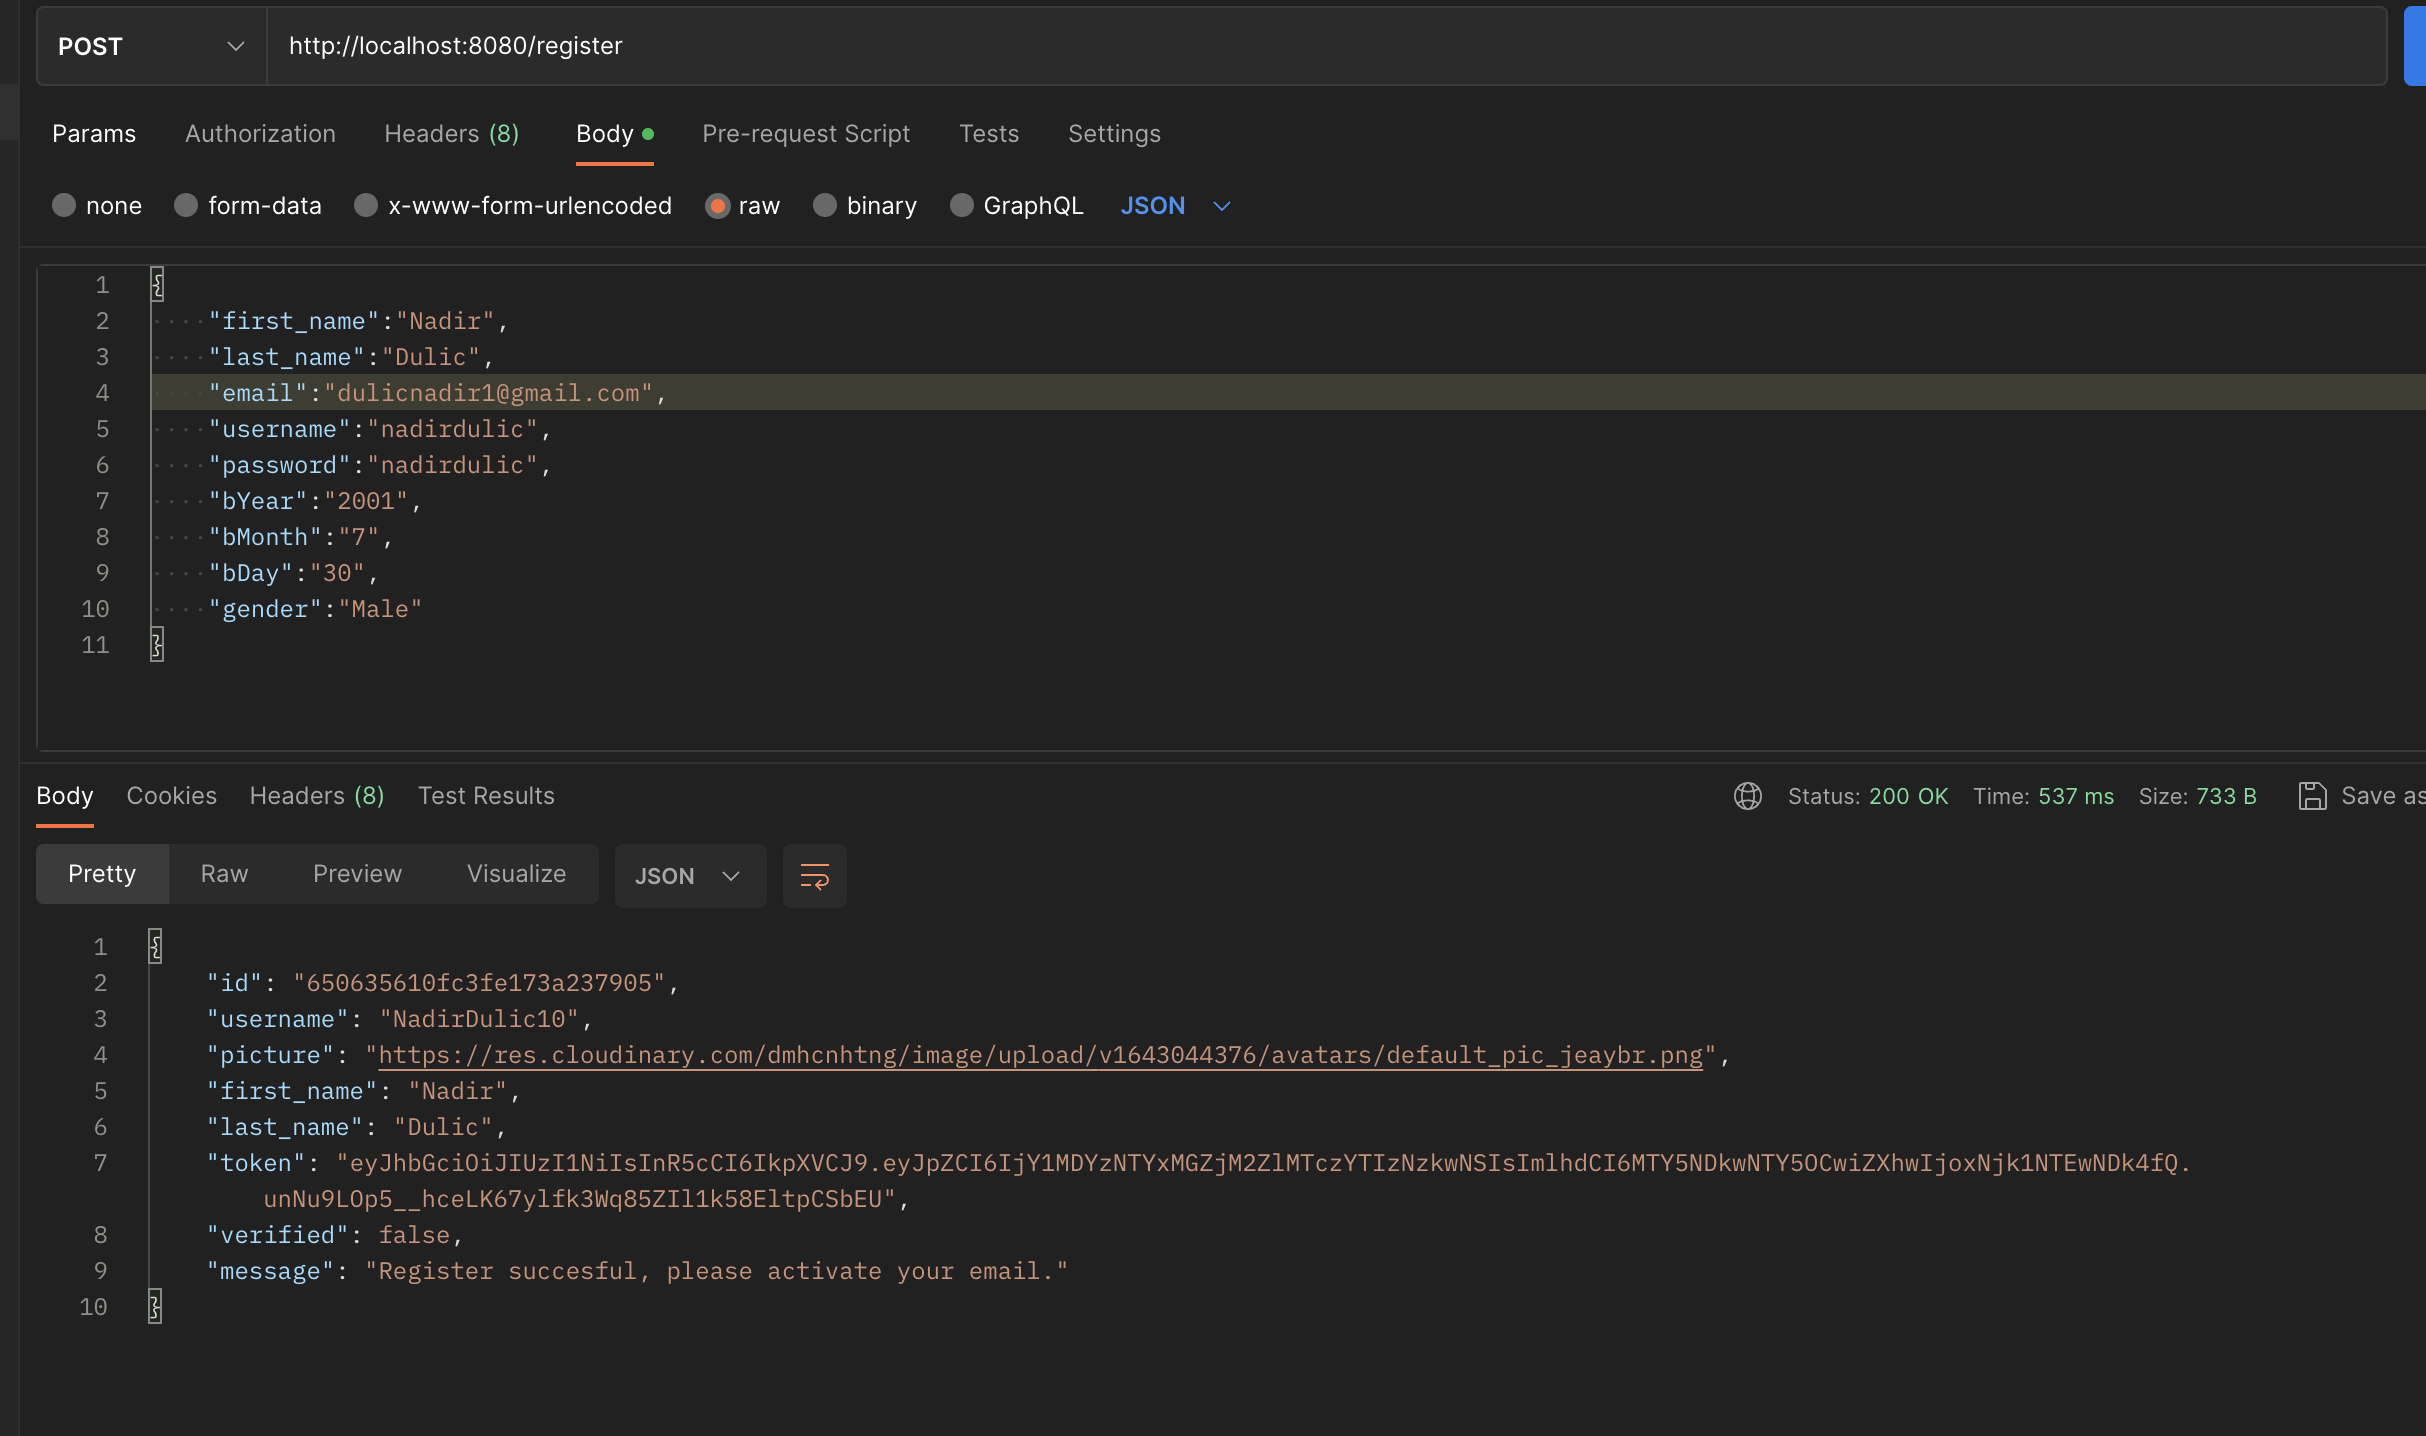 POST http://localhost:8080/register
Params Authorization Headers (8) Body Pre-request Script Tests Settings
none form-data x-www-form-urlencoded raw binary GraphQL JSON
1 {
2 "first_name":"Nadir",
3 "last_name":"Dulic",
4 "email":"dulicnadir1@gmail.com",
5 "username":"nadirdulic",
6 "password":"nadirdulic",
7 "bYear":"2001",
8 "bMonth":"7",
9 "bDay":"30",
10 "gender":"Male"
11 }
Body Cookies Headers (8) Test Results Status: 200 OK Time: 537 ms Size: 733 B Save as
Pretty Raw Preview Visualize JSON
1 {
2 "id": "650635610fc3fe173a237905",
3 "username": "NadirDulic10",
4 "picture": "https://res.cloudinary.com/dmhcnhtng/image/upload/v1643044376/avatars/default_pic_jeaybr.png",
5 "first_name": "Nadir",
6 "last_name": "Dulic",
7 "token": "eyJhbGciOiJIUzI1NiIsInR5cCI6IkpXVCJ9.eyJpZCI6IjY1MDYzNTYxMGZjM2ZlMTczYTIzNzkwNSIsImlhdCI6MTY5NDkwNTY5OCwiZXhwIjoxNjk1NTEwNDk4fQ.
unNu9LOp5__hceLK67ylfk3Wq85ZIl1k58EltpCSbEU",
8 "verified": false,
9 "message": "Register succesful, please activate your email."
10 }